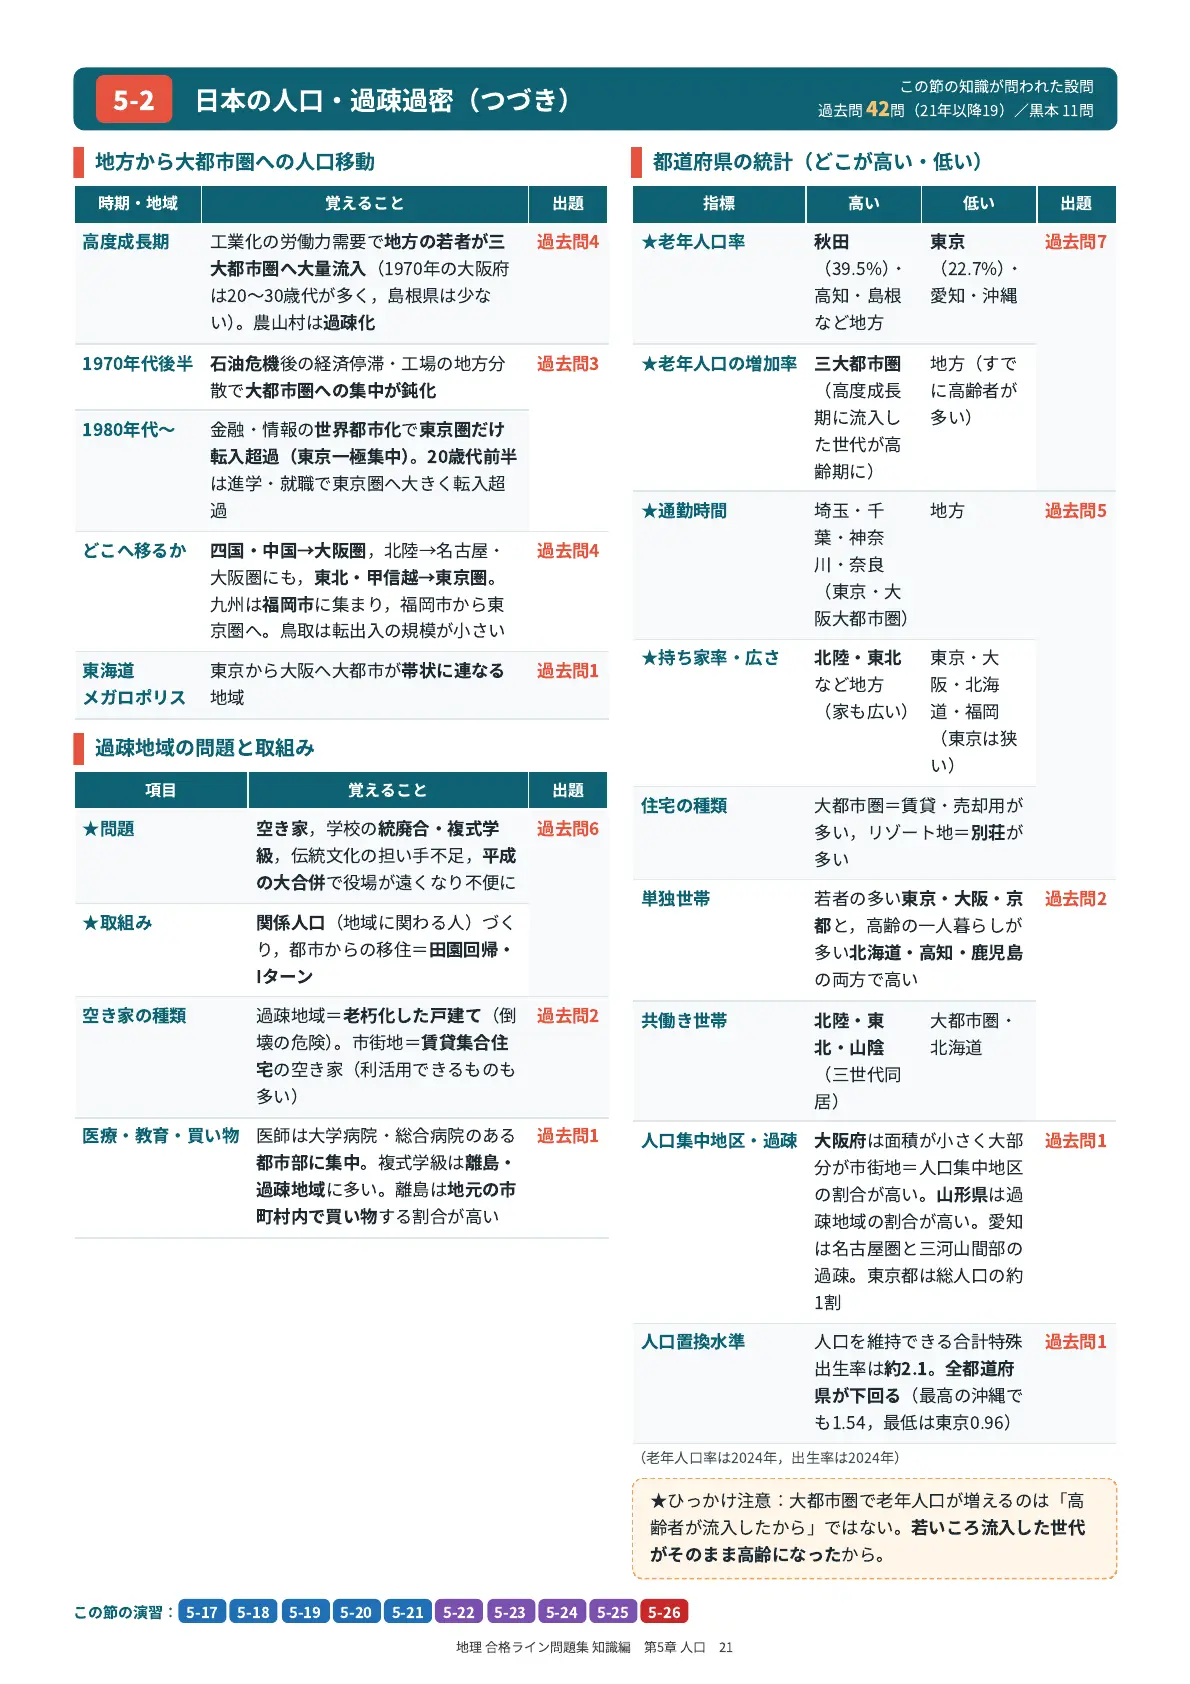 5-2 日本の人口・過疎過密（つづき）
この節の知識が問われた設問
過去問 42問（21年以降19）／黒本 11問
地方から大都市圏への人口移動
時期・地域 覚えること 出題
高度成長期 工業化の労働力需要で地方の若者が三 過去問4
大都市圏へ大量流入（1970年の大阪府
は20〜30歳代が多く，島根県は少な
い）。農山村は過疎化
1970年代後半 石油危機後の経済停滞・工場の地方分 過去問3
散で大都市圏への集中が鈍化
1980年代〜 金融・情報の世界都市化で東京圏だけ
転入超過（東京一極集中）。20歳代前半
は進学・就職で東京圏へ大きく転入超
過
どこへ移るか 四国・中国→大阪圏，北陸→名古屋・ 過去問4
大阪圏にも，東北・甲信越→東京圏。
九州は福岡市に集まり，福岡市から東
京圏へ。鳥取は転出入の規模が小さい
東海道 東京から大阪へ大都市が帯状に連なる 過去問1
メガロポリス 地域
過疎地域の問題と取組み
項目 覚えること 出題
★問題 空き家，学校の統廃合・複式学 過去問6
級，伝統文化の担い手不足，平成
の大合併で役場が遠くなり不便に
★取組み 関係人口（地域に関わる人）づく
り，都市からの移住＝田園回帰・
Iターン
空き家の種類 過疎地域＝老朽化した戸建て（倒 過去問2
壊の危険）。市街地＝賃貸集合住
宅の空き家（利活用できるものも
多い）
医療・教育・買い物 医師は大学病院・総合病院のある 過去問1
都市部に集中。複式学級は離島・
過疎地域に多い。離島は地元の市
町村内で買い物する割合が高い
都道府県の統計（どこが高い・低い）
指標 高い 低い 出題
★老年人口率 秋田 東京 過去問7
（39.5%）・ （22.7%）・
高知・島根 愛知・沖縄
など地方
★老年人口の増加率 三大都市圏 地方（すで
（高度成長 に高齢者が
期に流入し 多い）
た世代が高
齢期に）
★通勤時間 埼玉・千 地方 過去問5
葉・神奈
川・奈良
（東京・大
阪大都市圏）
★持ち家率・広さ 北陸・東北 東京・大
など地方 阪・北海
（家も広い） 道・福岡
（東京は狭
い）
住宅の種類 大都市圏＝賃貸・売却用が
多い，リゾート地＝別荘が
多い
単独世帯 若者の多い東京・大阪・京 過去問2
都と，高齢の一人暮らしが
多い北海道・高知・鹿児島
の両方で高い
共働き世帯 北陸・東 大都市圏・
北・山陰 北海道
（三世代同
居）
人口集中地区・過疎 大阪府は面積が小さく大部 過去問1
分が市街地＝人口集中地区
の割合が高い。山形県は過
疎地域の割合が高い。愛知
は名古屋圏と三河山間部の
過疎。東京都は総人口の約
1割
人口置換水準 人口を維持できる合計特殊 過去問1
出生率は約2.1。全都道府
県が下回る（最高の沖縄で
も1.54，最低は東京0.96）
（老年人口率は2024年，出生率は2024年）
★ひっかけ注意：大都市圏で老年人口が増えるのは「高
齢者が流入したから」ではない。若いころ流入した世代
がそのまま高齢になったから。
この節の演習： 5-17 5-18 5-19 5-20 5-21 5-22 5-23 5-24 5-25 5-26
地理 合格ライン問題集 知識編 第5章 人口 21